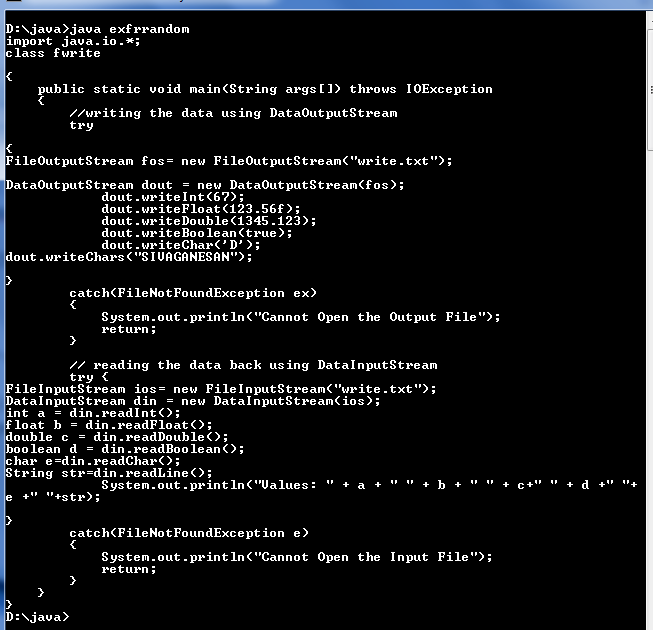 D:\java>java exfrrandom
import java.io.*;
class fwrite
{
    public static void main(String args[]) throws IOException
    {
        //writing the data using DataOutputStream
        try
{
FileOutputStream fos= new FileOutputStream("write.txt");
DataOutputStream dout = new DataOutputStream(fos);
            dout.writeInt(67);
            dout.writeFloat(123.56f);
            dout.writeDouble(1345.123);
            dout.writeBoolean(true);
            dout.writeChar('D');
dout.writeChars("SIVAGANESAN");
}
        catch(FileNotFoundException ex)
        {
            System.out.println("Cannot Open the Output File");
            return;
        }
        // reading the data back using DataInputStream
        try {
FileInputStream ios= new FileInputStream("write.txt");
DataInputStream din = new DataInputStream(ios);
int a = din.readInt();
float b = din.readFloat();
double c = din.readDouble();
boolean d = din.readBoolean();
char e=din.readChar();
String str=din.readLine();
            System.out.println("Values: " + a + " " + b + " " + c+" " + d +" "+
e +" "+str);
}
        catch(FileNotFoundException e)
        {
            System.out.println("Cannot Open the Input File");
            return;
        }
    }
}
D:\java>